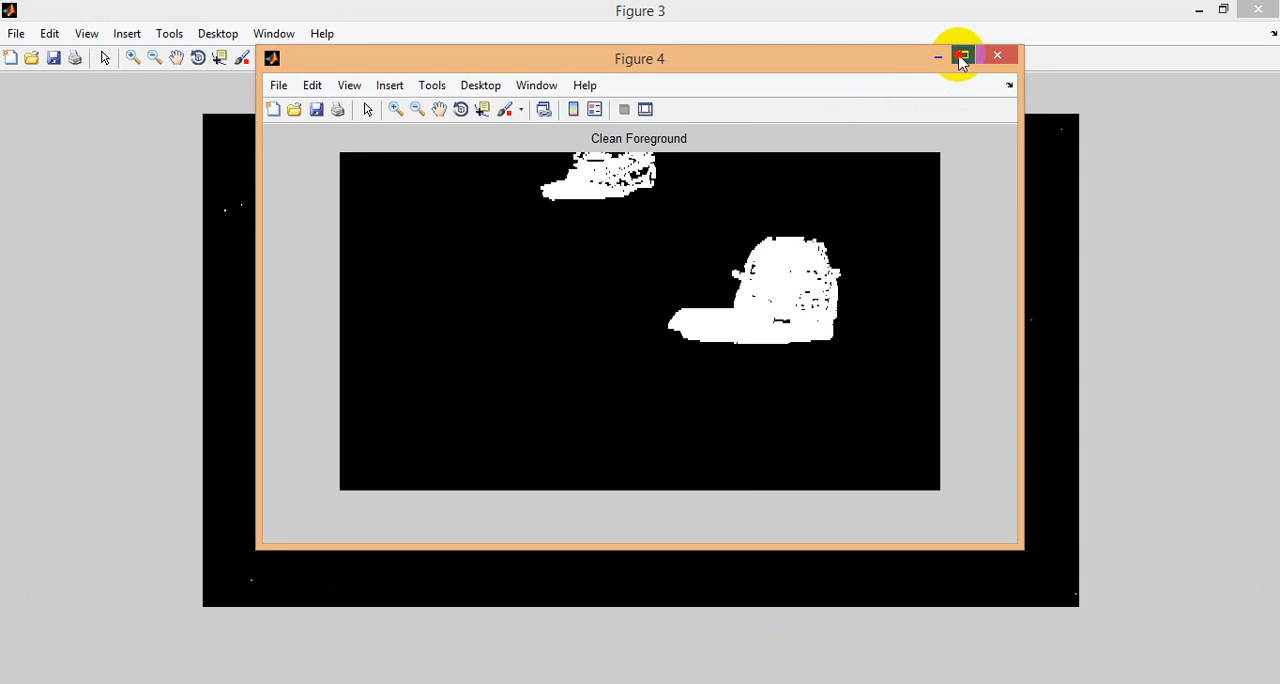 Figure 3
File Edit View Insert Tools Desktop Window Help
Figure 4
File Edit View Insert Tools Desktop Window Help
Clean Foreground